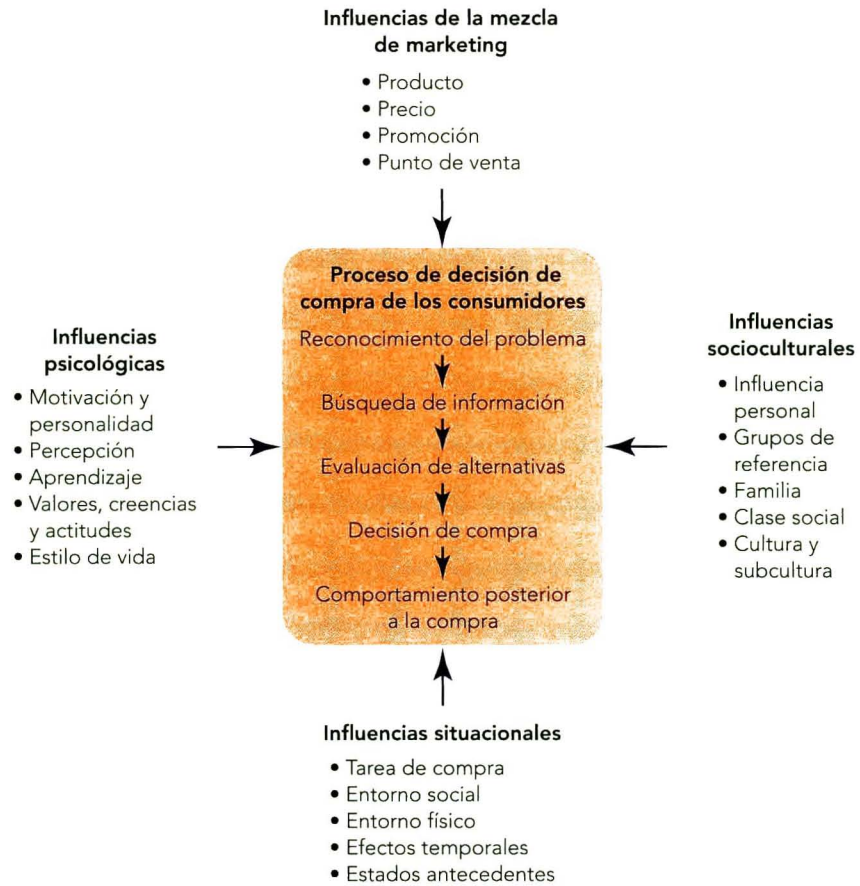 Influencias de la mezcla
de marketing
• Producto
• Precio
• Promoción
• Punto de venta
Proceso de decisión de
compra de los consumidores
Reconocimiento del problema
Búsqueda de información
Evaluación de alternativas
Decisión de compra
Comportamiento posterior
a la compra
Influencias
psicológicas
• Motivación y
personalidad
• Percepción
• Aprendizaje
• Valores, creencias
y actitudes
• Estilo de vida
Influencias
socioculturales
• Influencia
personal
• Grupos de
referencia
• Familia
• Clase social
• Cultura y
subcultura
Influencias situacionales
• Tarea de compra
• Entorno social
• Entorno físico
• Efectos temporales
• Estados antecedentes